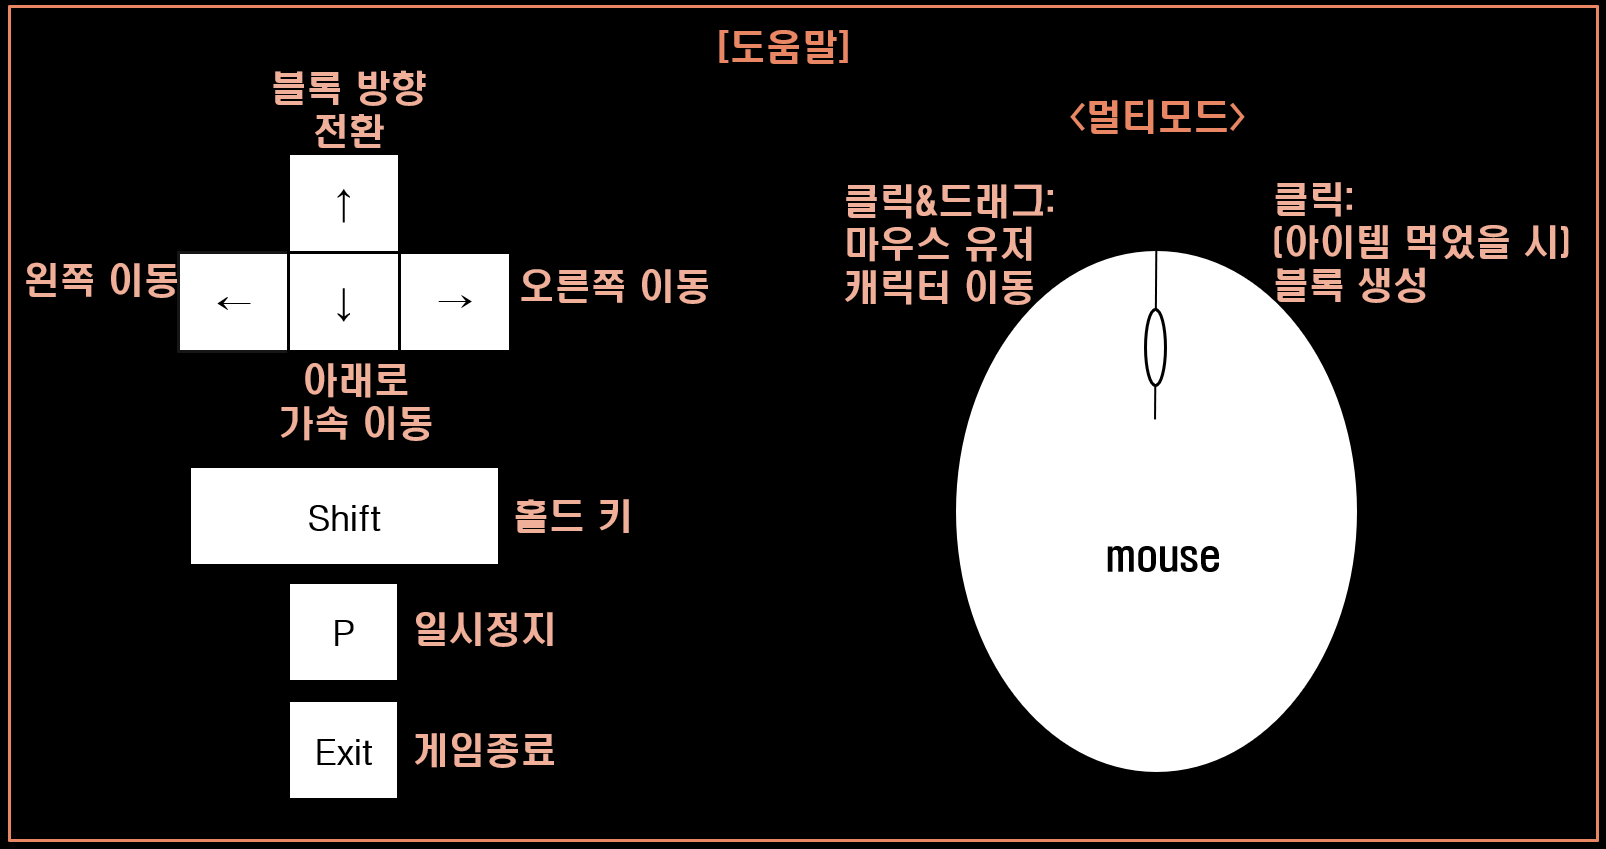 [도움말]
블록 방향
전환
↑
왼쪽 이동
←
↓
→
오른쪽 이동
아래로
가속 이동
Shift
홀드 키
P
일시정지
Exit
게임종료
<멀티모드>
클릭&드래그:
마우스 유저
캐릭터 이동
클릭:
(아이템 먹었을 시)
블록 생성
mouse